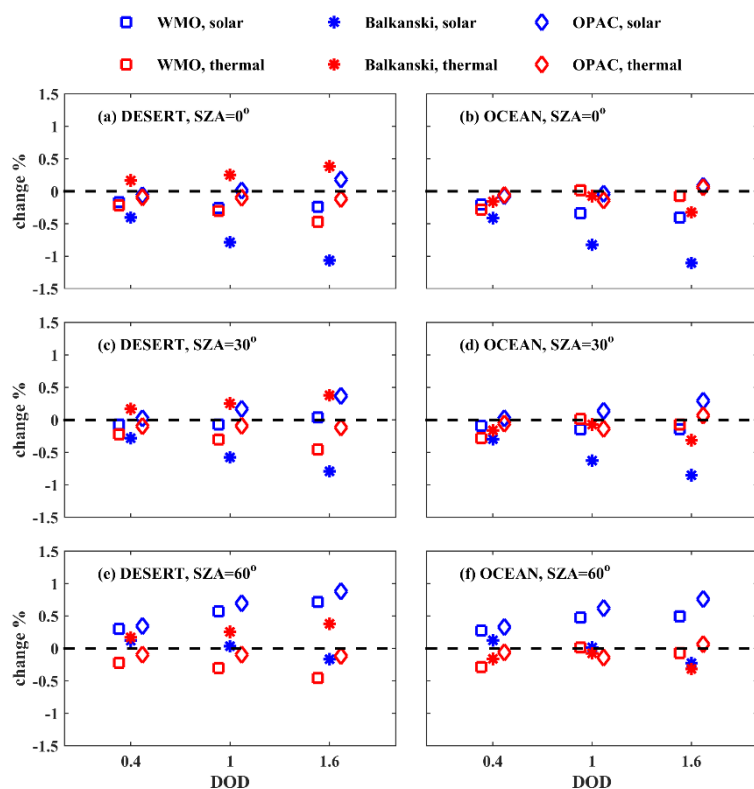 WMO, solar Balkanski, solar OPAC, solar
WMO, thermal Balkanski, thermal OPAC, thermal
1.5
1
0.5
0
-0.5
-1
-1.5
change %
(a) DESERT, SZA=0°
(b) OCEAN, SZA=0°
1.5
1
0.5
0
-0.5
-1
-1.5
change %
(c) DESERT, SZA=30°
(d) OCEAN, SZA=30°
1.5
1
0.5
0
-0.5
-1
-1.5
change %
(e) DESERT, SZA=60°
(f) OCEAN, SZA=60°
0.4 1 1.6
DOD
0.4 1 1.6
DOD